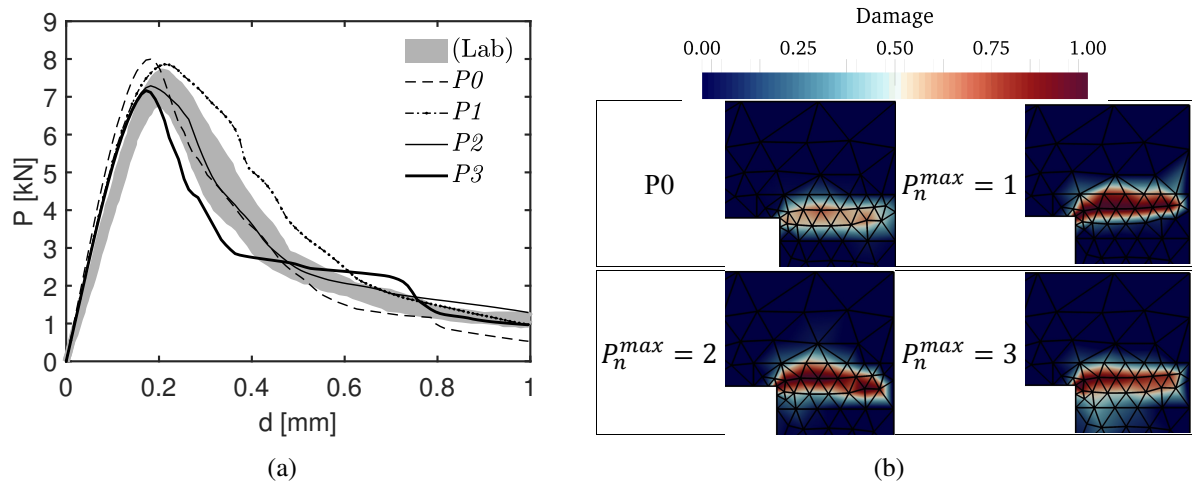 9
8
7
6
5
4
3
2
1
0
P [kN]
0 0.2 0.4 0.6 0.8 1
d [mm]
(Lab)
P0
P1
P2
P3
(a)
Damage
0.00 0.25 0.50 0.75 1.00
P0
P_n^{max} = 1
P_n^{max} = 2
P_n^{max} = 3
(b)